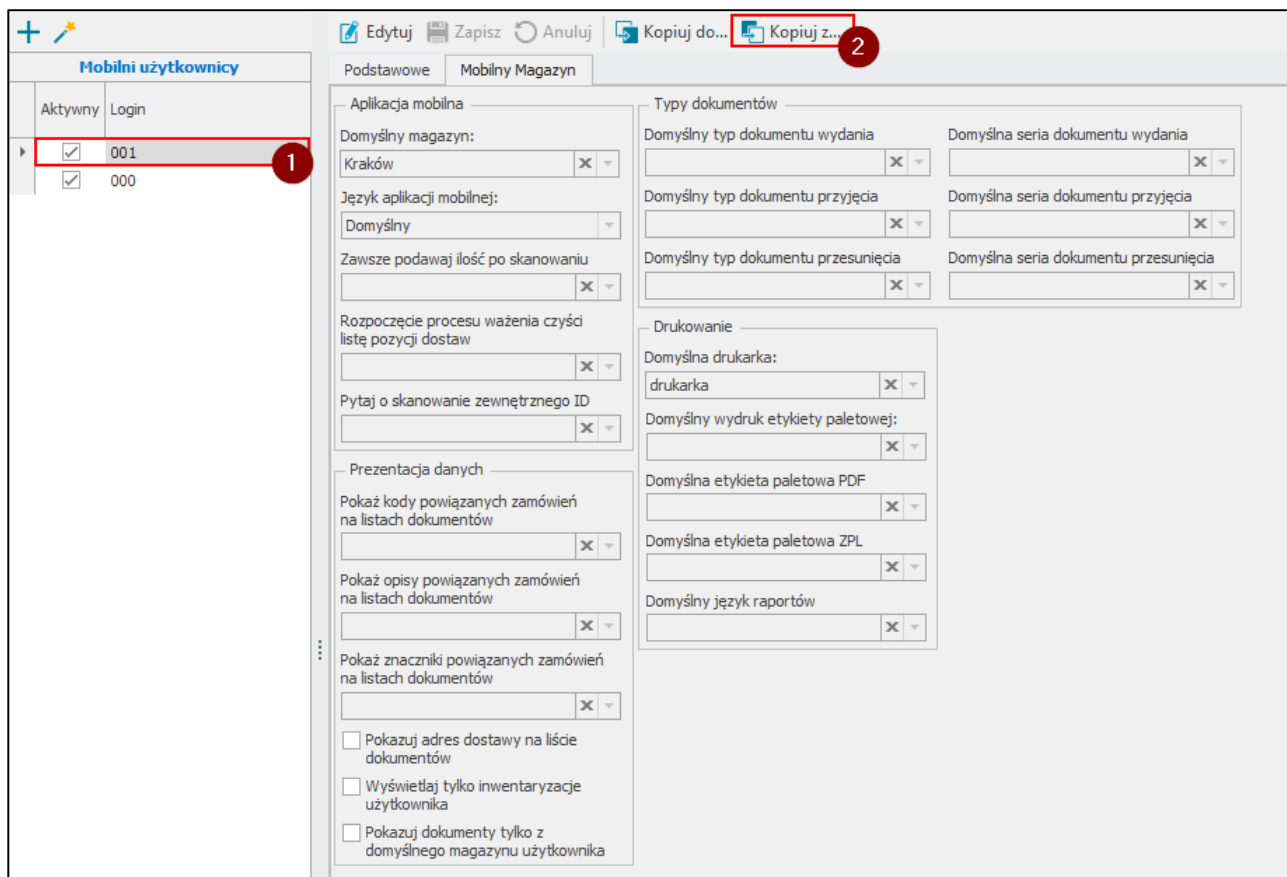 Edytuj Zapisz Anuluj Kopiuj do... Kopiuj z...
2
Mobilni użytkownicy
Podstawowe Mobilny Magazyn
Aktywny Login
001
1
000
Aplikacja mobilna
Domyślny magazyn:
Kraków
Język aplikacji mobilnej:
Domyślny
Zawsze podawaj ilość po skanowaniu
Rozpoczęcie procesu ważenia czyści
listę pozycji dostaw
Pytaj o skanowanie zewnętrznego ID
Prezentacja danych
Pokaż kody powiązanych zamówień
na listach dokumentów
Pokaż opisy powiązanych zamówień
na listach dokumentów
Pokaż znaczniki powiązanych zamówień
na listach dokumentów
Pokazuj adres dostawy na liście
dokumentów
Wyświetlaj tylko inwentaryzacje
użytkownika
Pokazuj dokumenty tylko z
domyślnego magazynu użytkownika
Typy dokumentów
Domyślny typ dokumentu wydania Domyślna seria dokumentu wydania
Domyślny typ dokumentu przyjęcia Domyślna seria dokumentu przyjęcia
Domyślny typ dokumentu przesunięcia Domyślna seria dokumentu przesunięcia
Drukowanie
Domyślna drukarka:
drukarka
Domyślny wydruk etykiety paletowej:
Domyślna etykieta paletowa PDF
Domyślna etykieta paletowa ZPL
Domyślny język raportów